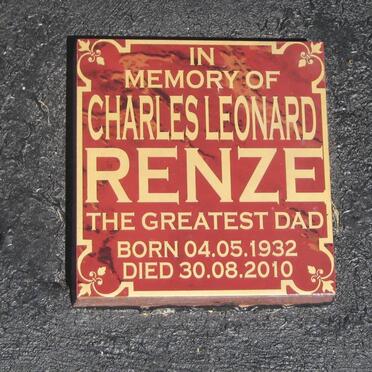 IN
MEMORY OF
CHARLES LEONARD
RENZE
THE GREATEST DAD
BORN 04.05.1932
DIED 30.08.2010